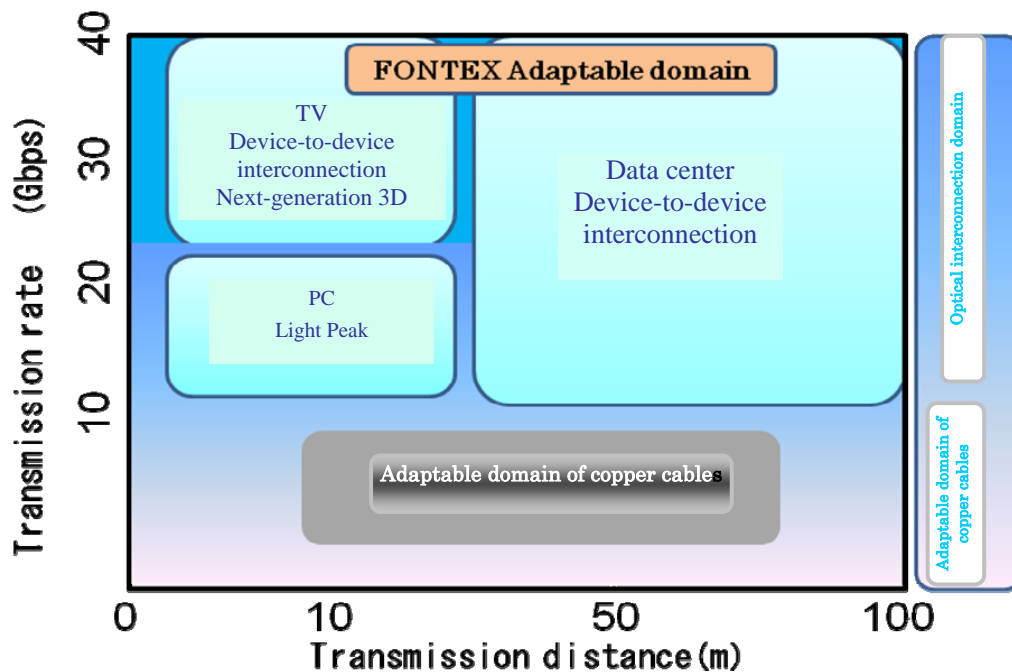 40
30
20
10
Transmission rate (Gbps)
FONTEX Adaptable domain
TV
Device-to-device
interconnection
Next-generation 3D
Data center
Device-to-device
interconnection
PC
Light Peak
Adaptable domain of copper cables
Optical interconnection domain
Adaptable domain of
copper cables
0 10 50 100
Transmission distance(m)